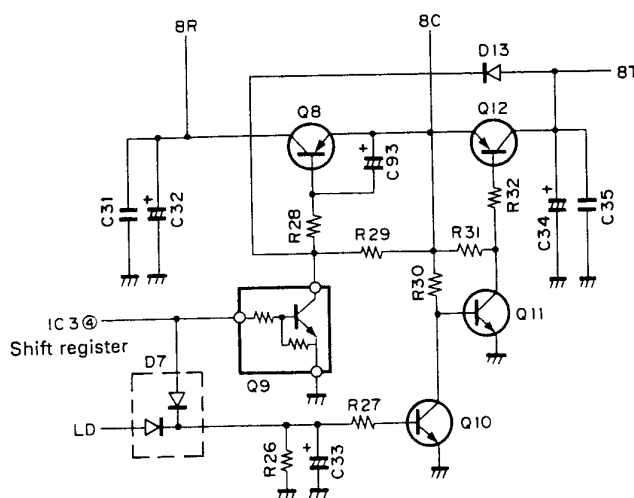 8R
8C
D13
8T
Q8
Q12
+
C93
C31
+
C32
R28
R32
+
C34
C35
R29
R31
R30
Q11
IC3④
Shift register
D7
Q9
LD
R27
Q10
R26
+
C33